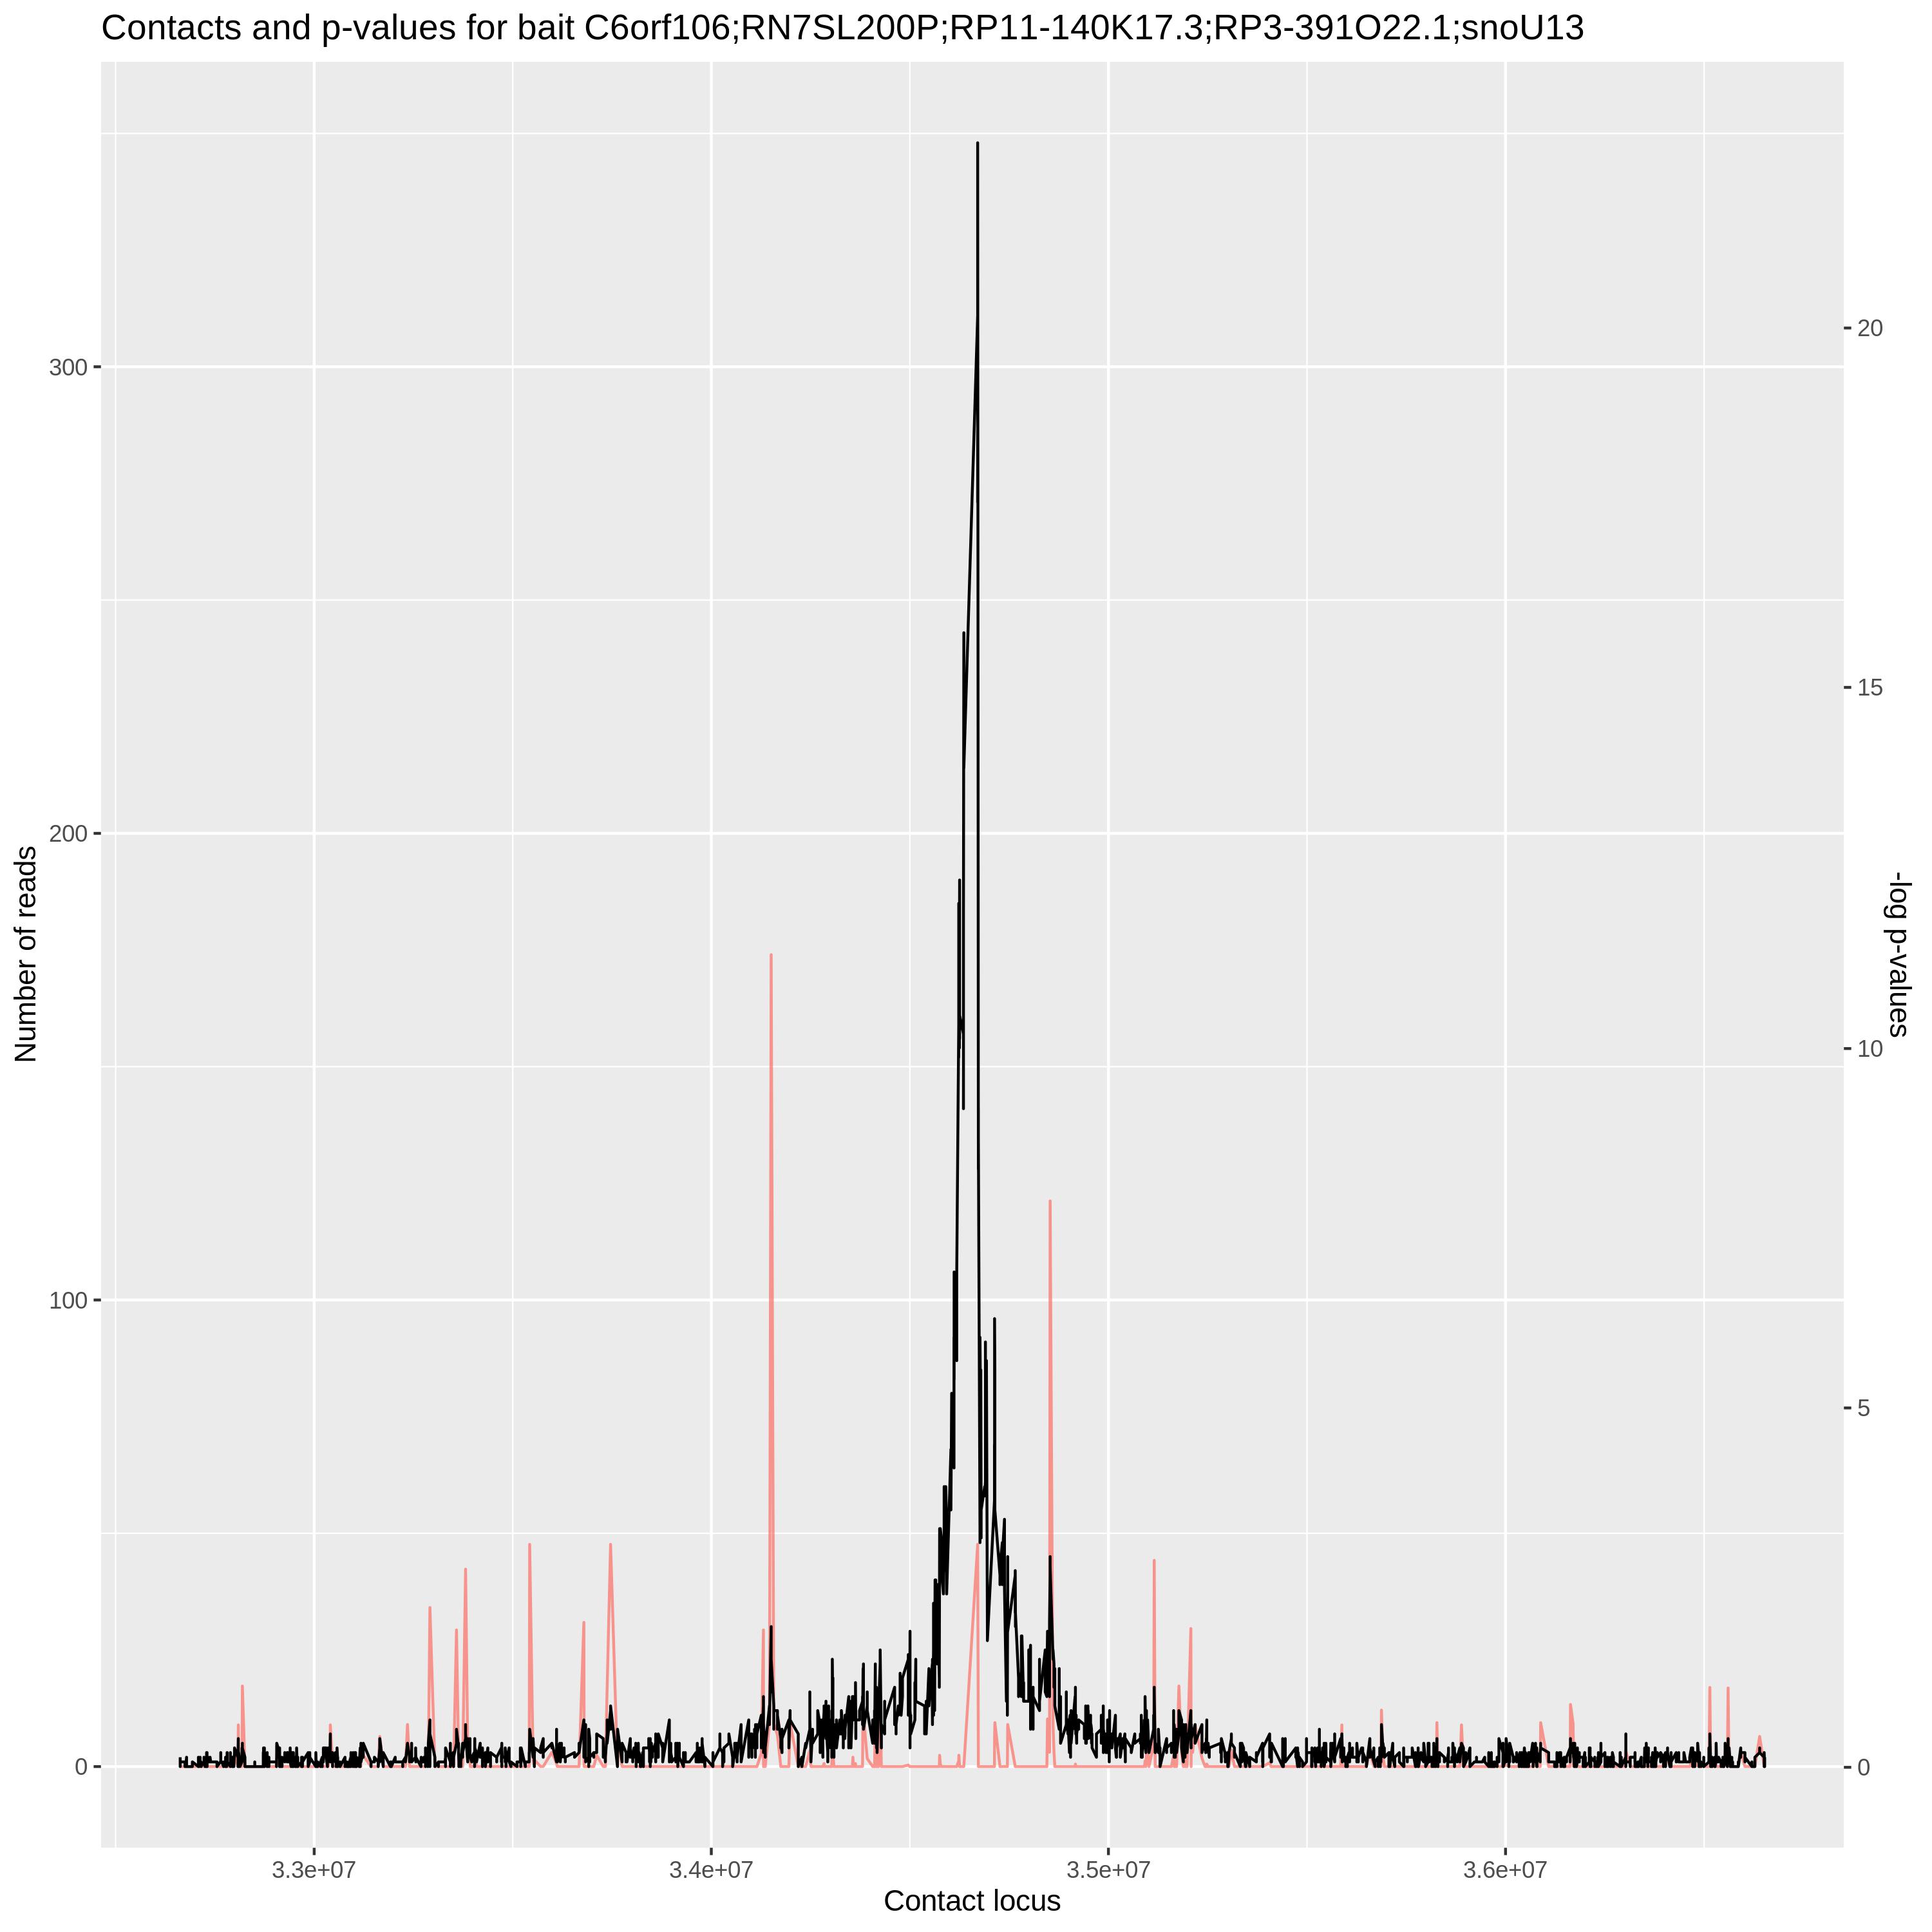 Contacts and p-values for bait C6orf106;RN7SL200P;RP11-140K17.3;RP3-391O22.1;snoU13
Number of reads
300
200
100
0
20
15
10
5
0
-log p-values
3.3e+07 3.4e+07 3.5e+07 3.6e+07
Contact locus